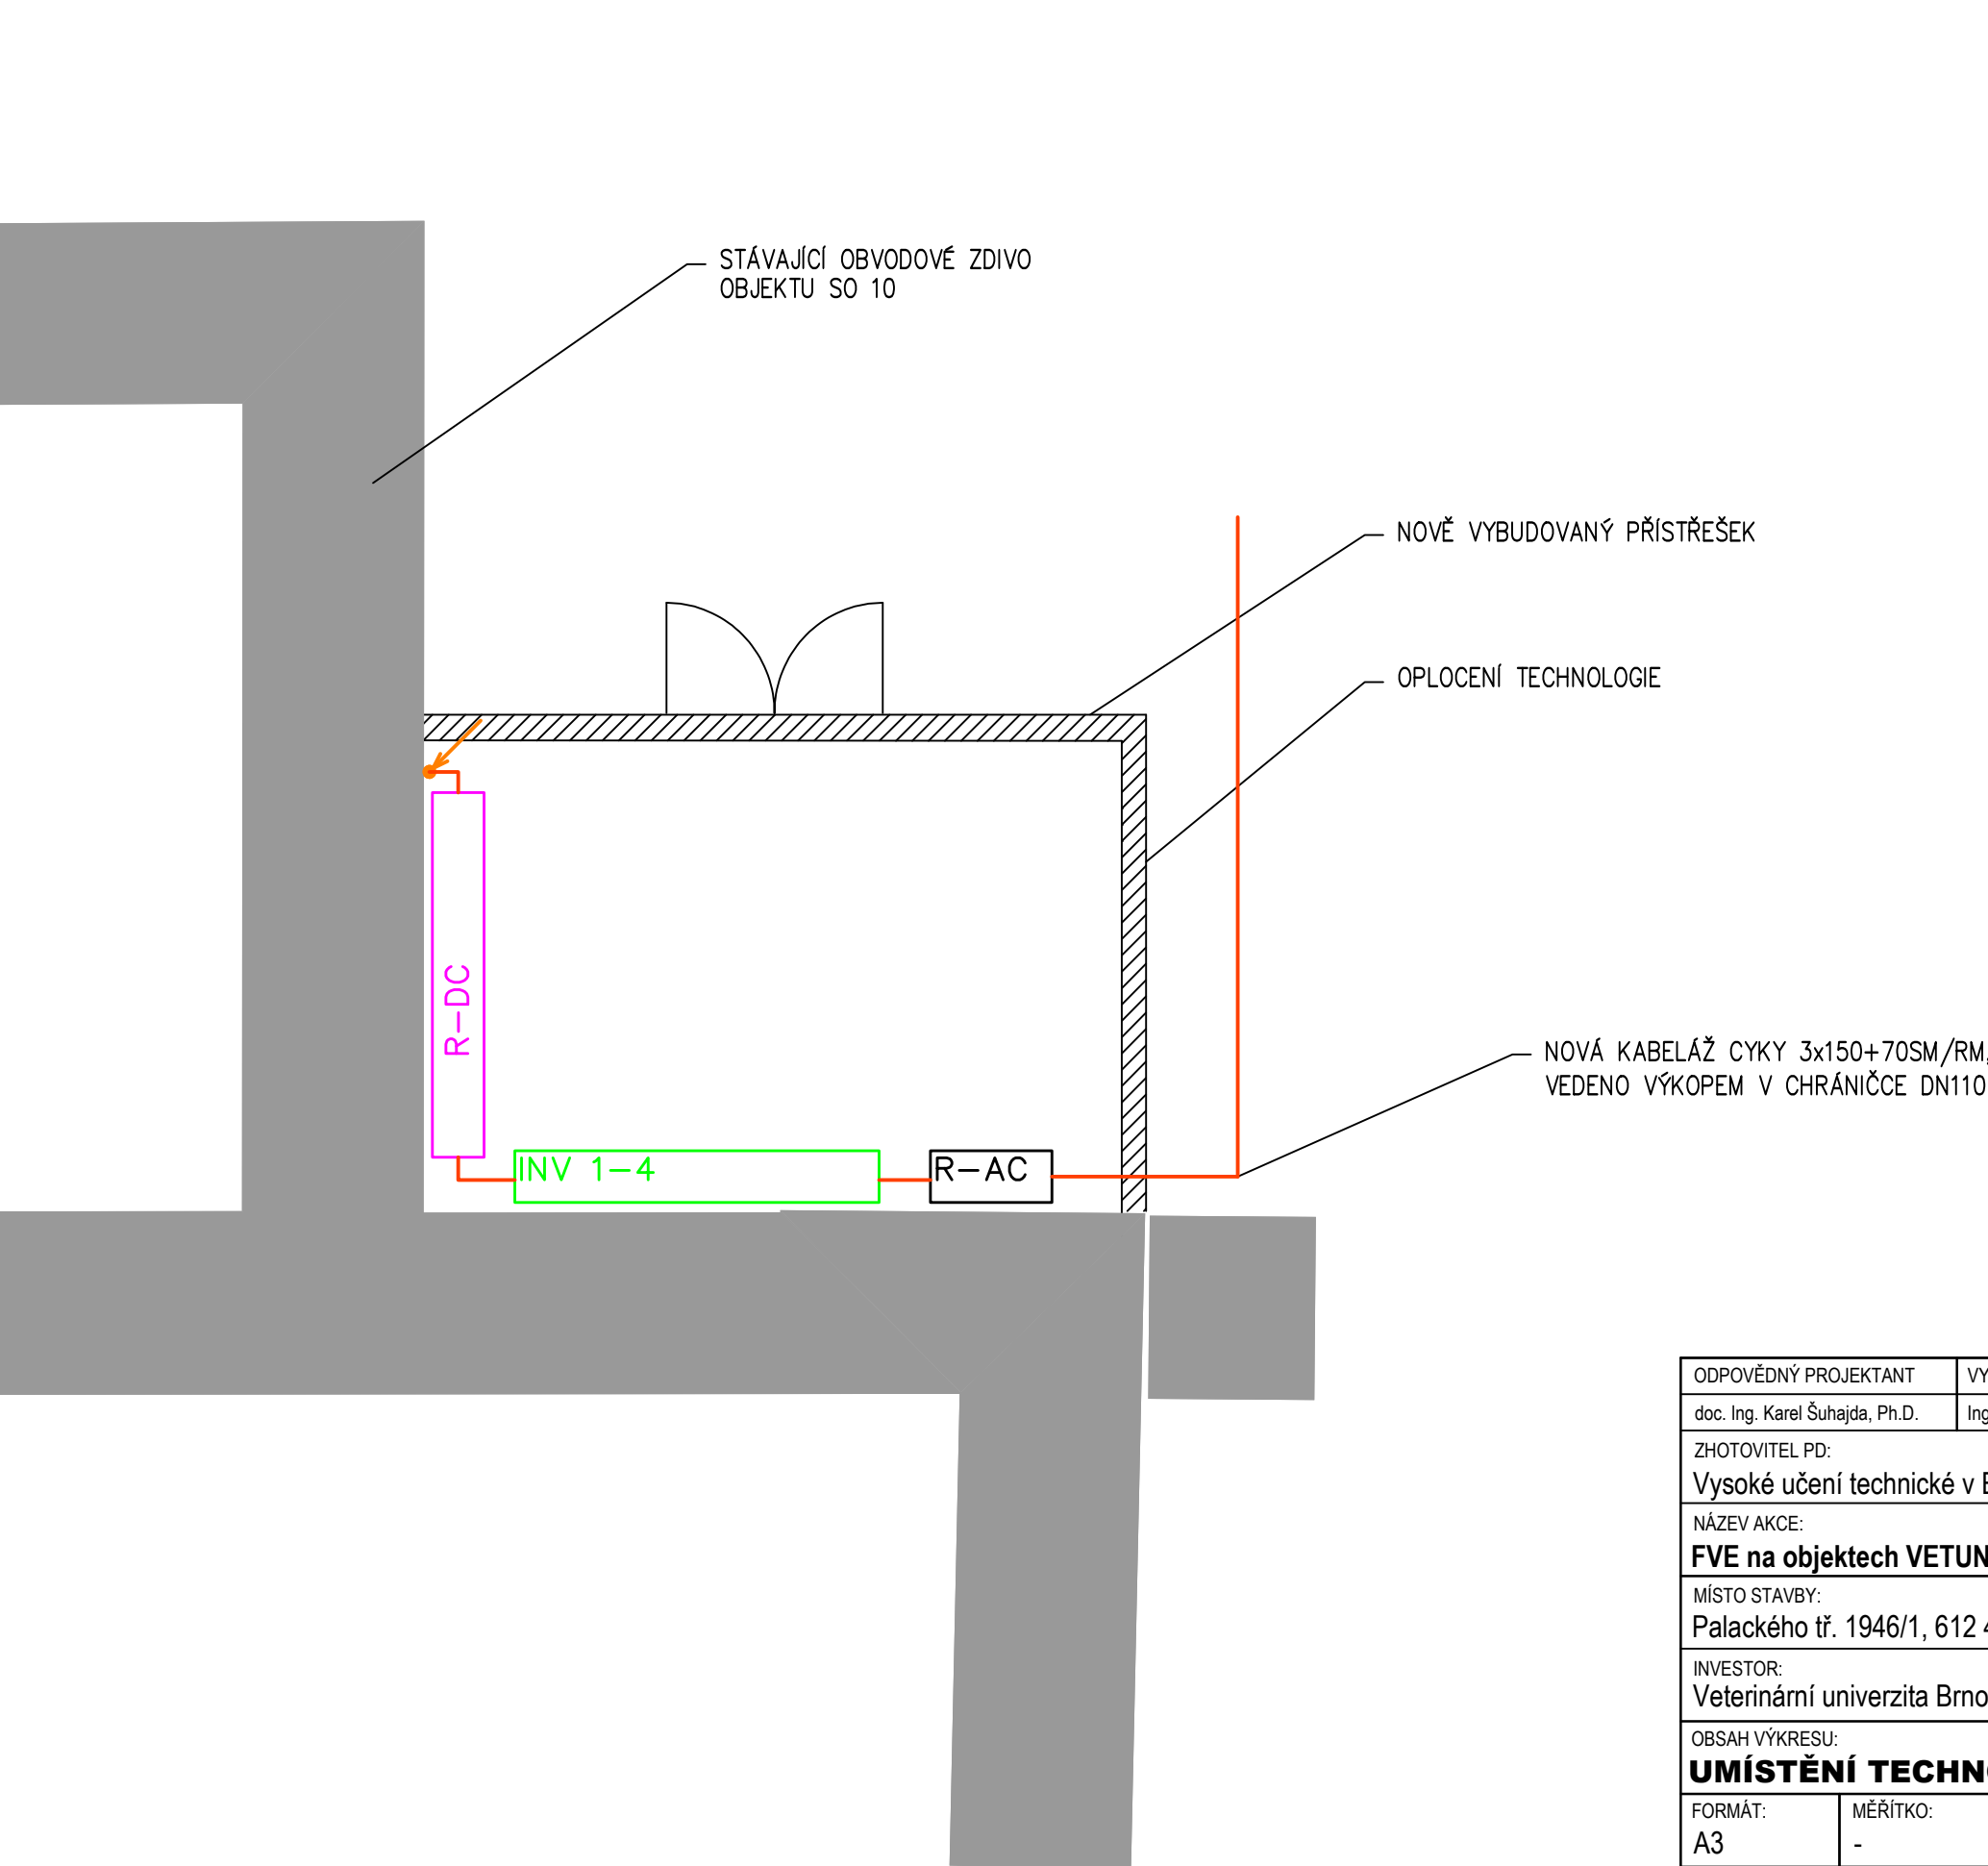 STÁVAJÍCÍ OBVODOVÉ ZDIVO
OBJEKTU SO 10
NOVĚ VYBUDOVANÝ PŘÍSTŘEŠEK
OPLOCENÍ TECHNOLOGIE
R-DC
NOVÁ KABELÁŽ CYKY 3x150+70SM/RM,
VEDENO VÝKOPEM V CHRÁNIČCE DN110
INV 1-4
R-AC
ODPOVĚDNÝ PROJEKTANT
doc. Ing. Karel Šuhajda, Ph.D.
Ing
ZHOTOVITEL PD:
Vysoké učení technické v
NÁZEV AKCE:
FVE na objektech VETUN
MÍSTO STAVBY:
Palackého tř. 1946/1, 612
INVESTOR:
Veterinární univerzita Brno
OBSAH VÝKRESU:
UMÍSTĚNÍ TECHN
FORMÁT:
MĚŘÍTKO:
A3
-